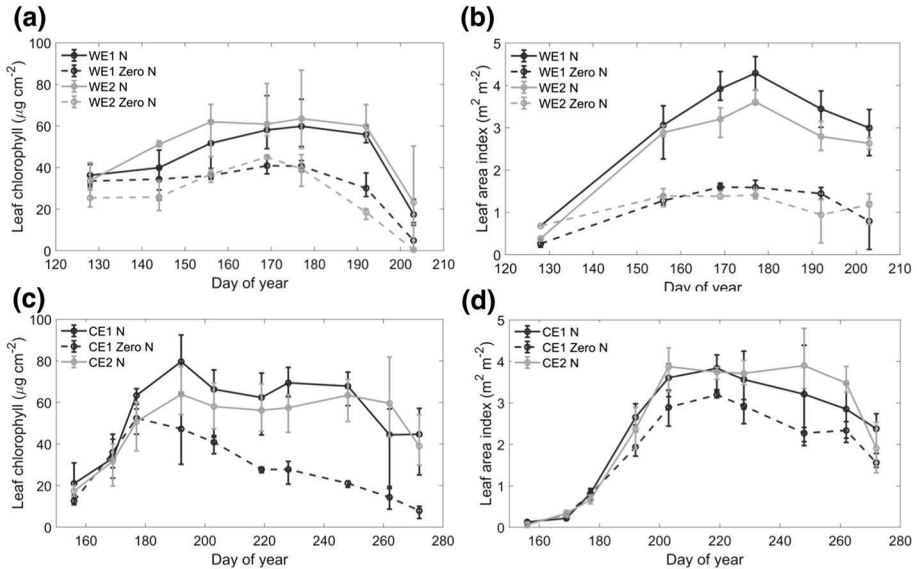 (a)
100
80
60
40
20
0
Leaf chlorophyll (μg cm⁻²)
WE1 N
WE1 Zero N
WE2 N
WE2 Zero N
120 130 140 150 160 170 180 190 200 210
Day of year
(b)
5
4
3
2
1
0
Leaf area index (m² m⁻²)
WE1 N
WE1 Zero N
WE2 N
WE2 Zero N
120 130 140 150 160 170 180 190 200 210
Day of year
(c)
100
80
60
40
20
0
Leaf chlorophyll (μg cm⁻²)
CE1 N
CE1 Zero N
CE2 N
160 180 200 220 240 260 280
Day of year
(d)
5
4
3
2
1
0
Leaf area index (m² m⁻²)
CE1 N
CE1 Zero N
CE2 N
160 180 200 220 240 260 280
Day of year